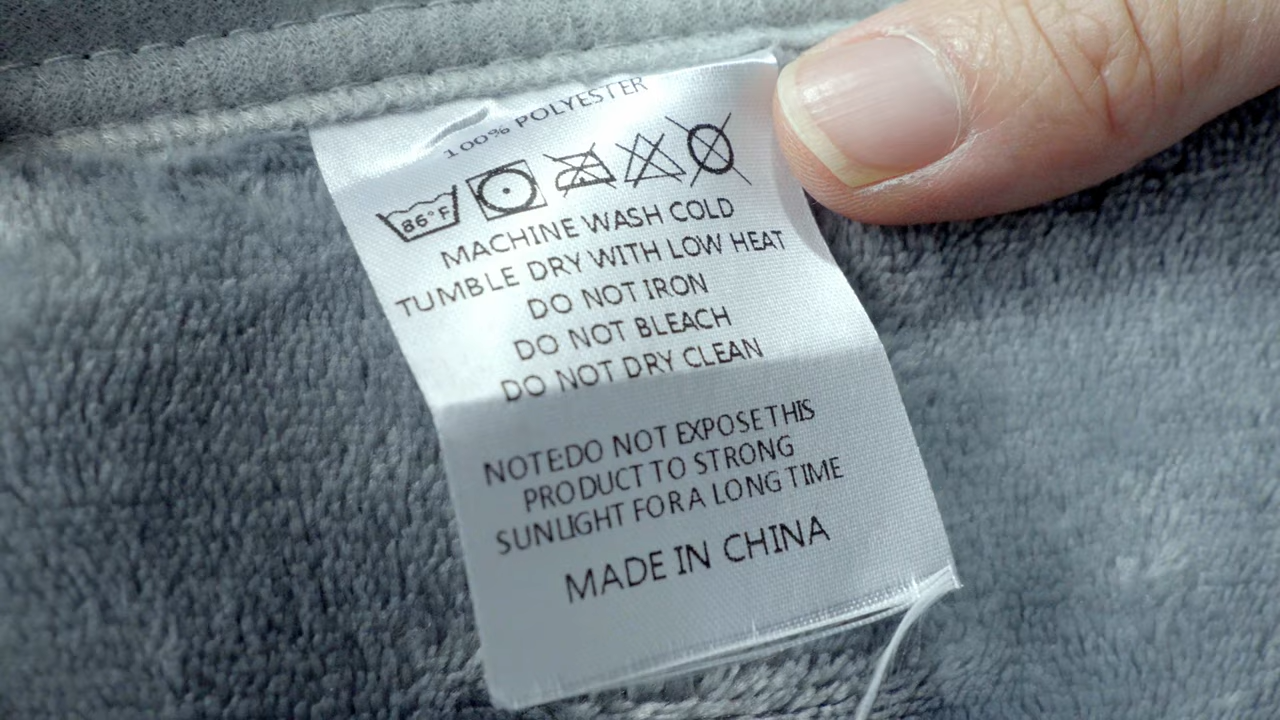 100% POLYESTER
86°F
MACHINE WASH COLD
TUMBLE DRY WITH LOW HEAT
DO NOT IRON
DO NOT BLEACH
DO NOT DRY CLEAN
NOTE:DO NOT EXPOSE THIS
PRODUCT TO STRONG
SUNLIGHT FOR A LONG TIME
MADE IN CHINA